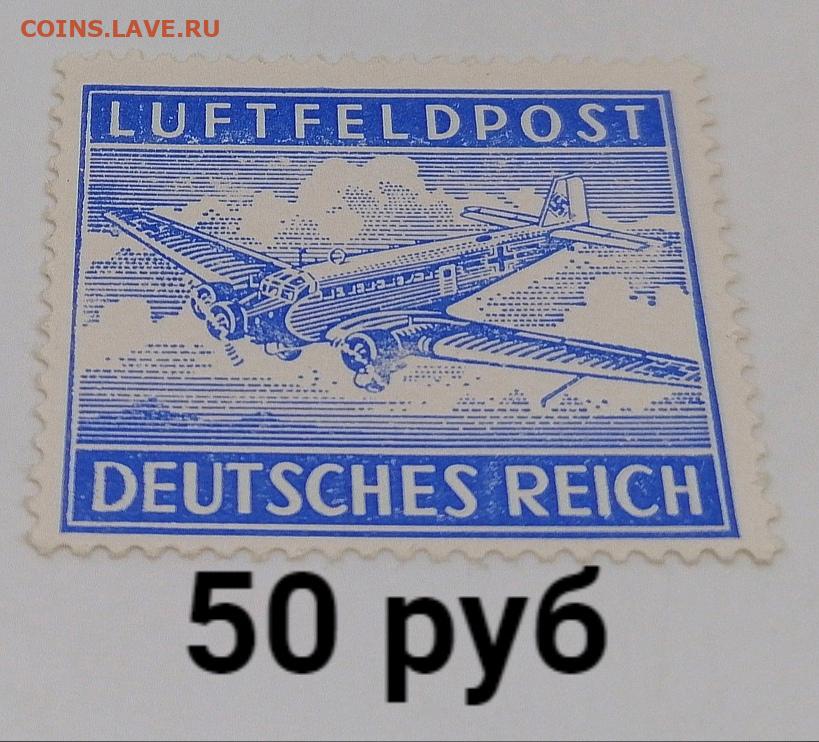 COINS.LAVE.RU
LUFTFELDPOST
DEUTSCHES REICH
50 руб